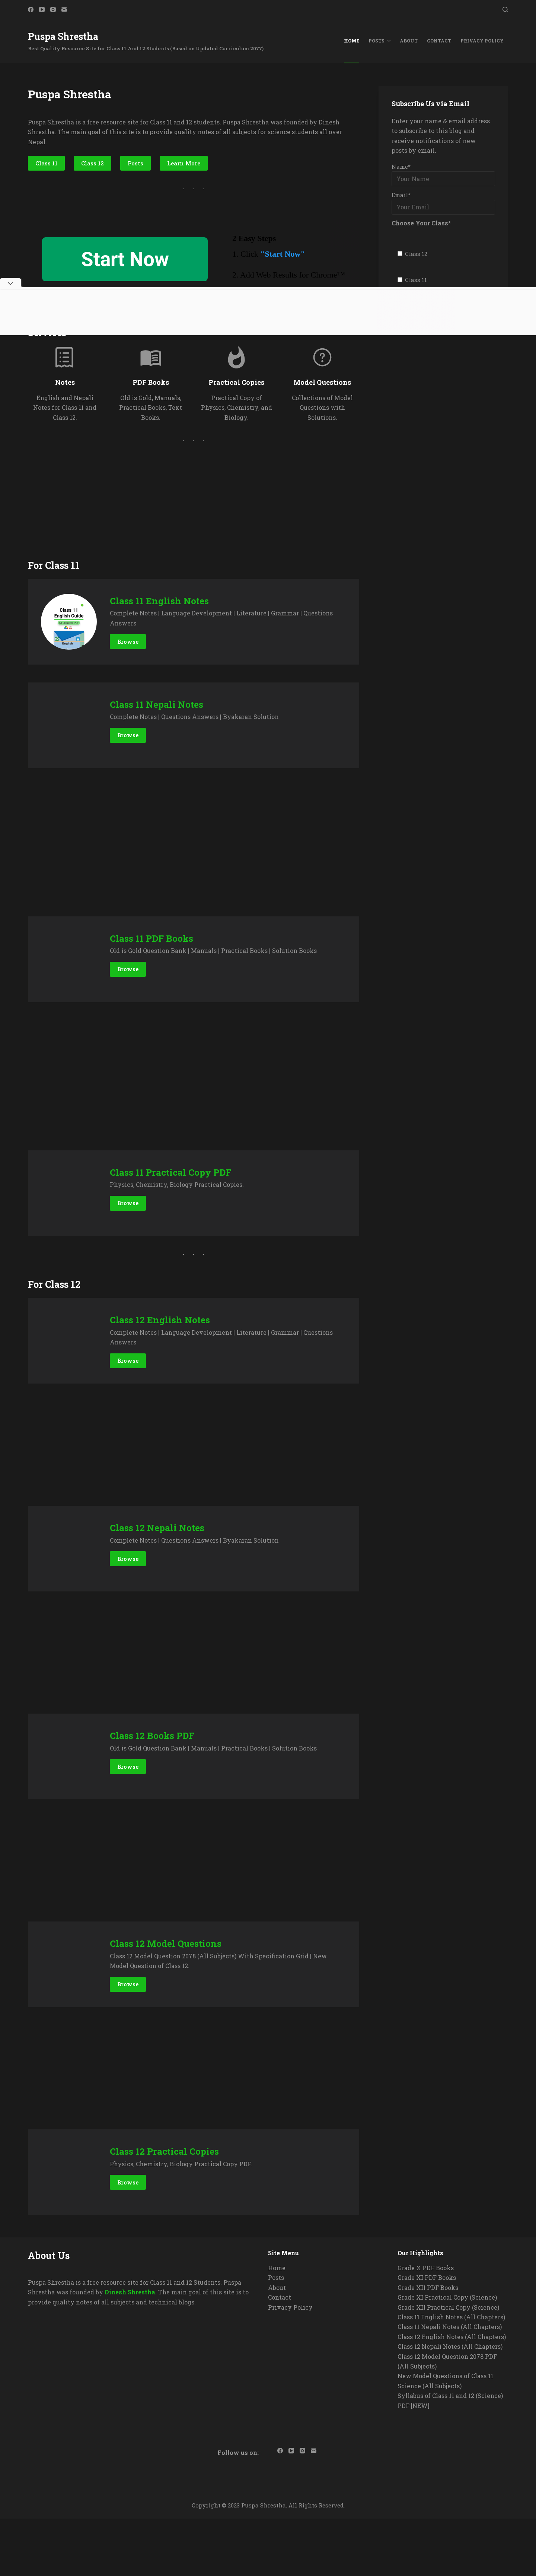 Puspa Shrestha
Best Quality Resource Site for Class 11 And 12 Students (Based on Updated Curriculum 2077)
HOME
POSTS
ABOUT
CONTACT
PRIVACY POLICY
Puspa Shrestha
Puspa Shrestha is a free resource site for Class 11 and 12 students. Puspa Shrestha was founded by Dinesh
Shrestha. The main goal of this site is to provide quality notes of all subjects for science students all over
Nepal
Class 11
Class 12
Posts
Learn More
Start Now
2 Easy Steps
1. Click "Start Now"
2. Add Web Results for Chrome™
Subscribe Us via Email
Enter your name & email address
to subscribe to this blog and
receive notifications of new
posts by email.
Name*
Your Name
Email*
Your Email
Choose Your Class*
Class 12
Class 11
Notes
English and Nepali
Notes for Class 11 and
Class 12.
PDF Books
Old is Gold, Manuals,
Practical Books, Text
Books.
Practical Copies
Practical Copy of
Physics, Chemistry, and
Biology.
Model Questions
Collections of Model
Questions with
Solutions.
For Class 11
Class 11
English Guide
English
Class 11 English Notes
Complete Notes | Language Development | Literature | Grammar | Questions
Answers
Browse
Class 11 Nepali Notes
Complete Notes | Questions Answers | Byakaran Solution
Browse
Class 11 PDF Books
Old is Gold Question Bank | Manuals | Practical Books | Solution Books
Browse
Class 11 Practical Copy PDF
Physics, Chemistry, Biology Practical Copies.
Browse
For Class 12
Class 12 English Notes
Complete Notes | Language Development | Literature | Grammar | Questions
Answers
Browse
Class 12 Nepali Notes
Complete Notes | Questions Answers | Byakaran Solution
Browse
Class 12 Books PDF
Old is Gold Question Bank | Manuals | Practical Books | Solution Books
Browse
Class 12 Model Questions
Class 12 Model Question 2078 (All Subjects) With Specification Grid | New
Model Question of Class 12
Browse
Class 12 Practical Copies
Physics, Chemistry, Biology Practical Copy PDF.
Browse
About Us
Puspa Shrestha is a free resource site for Class 11 and 12 Students. Puspa
Shrestha was founded by Dinesh Shrestha. The main goal of this site is to
provide quality notes of all subjects and technical blogs.
Site Menu
Home
Posts
About
Contact
Privacy Policy
Our Highlights
Grade X PDF Books
Grade XI PDF Books
Grade XII PDF Books
Grade XI Practical Copy (Science)
Grade XII Practical Copy (Science)
Class 11 English Notes (All Chapters)
Class 11 Nepali Notes (All Chapters)
Class 12 English Notes (All Chapters)
Class 12 Nepali Notes (All Chapters)
Class 12 Model Question 2078 PDF
(All Subjects)
New Model Questions of Class 11
Science (All Subjects)
Syllabus of Class 11 and 12 (Science)
PDF [NEW]
Follow us on:
Copyright © 2023 Puspa Shrestha. All Rights Reserved